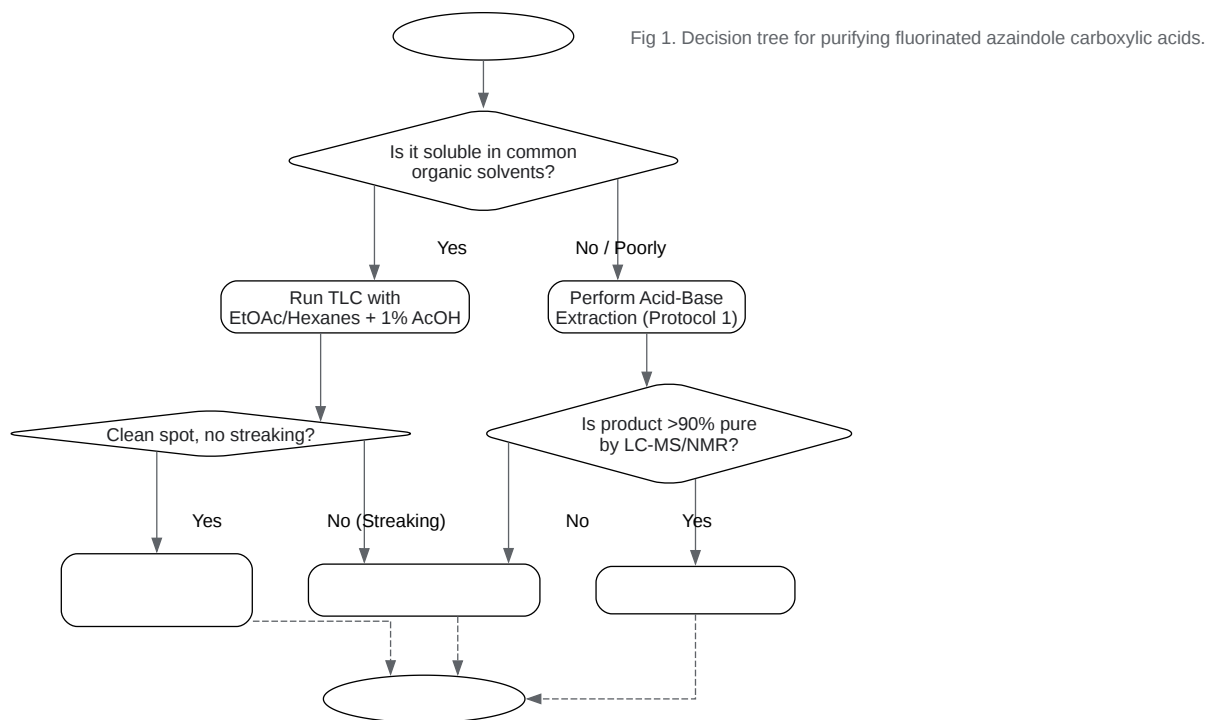 Fig 1. Decision tree for purifying fluorinated azaindole carboxylic acids.
Is it soluble in common
organic solvents?
Yes
No / Poorly
Run TLC with
EtOAc/Hexanes + 1% AcOH
Perform Acid-Base
Extraction (Protocol 1)
Clean spot, no streaking?
Is product >90% pure
by LC-MS/NMR?
Yes
No (Streaking)
No
Yes